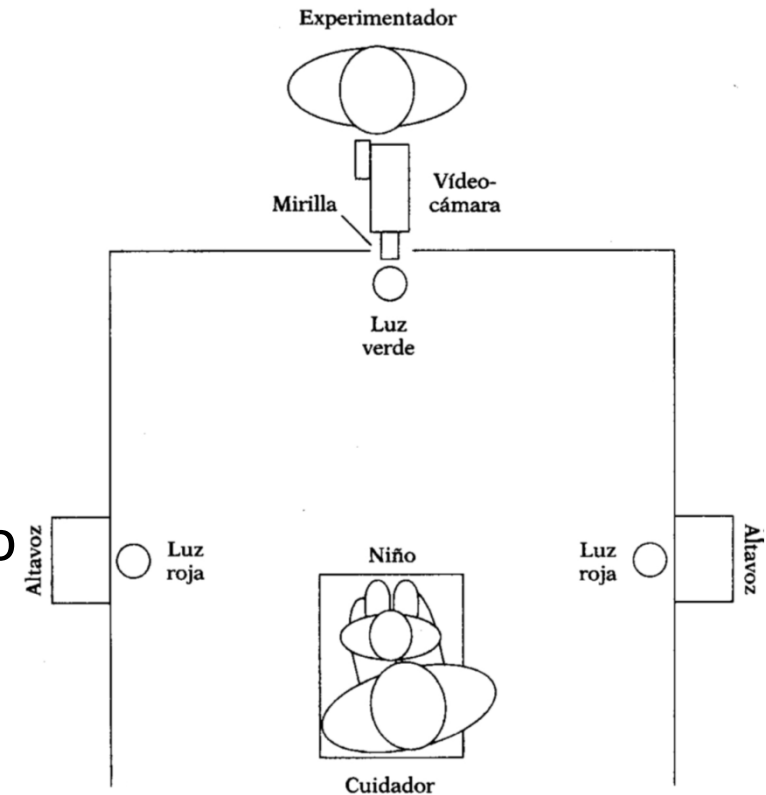 Experimentador
Mirilla
Vídeo-
cámara
Luz
verde
o
Altavoz
Luz
roja
Niño
Luz
roja
Altavoz
Cuidador